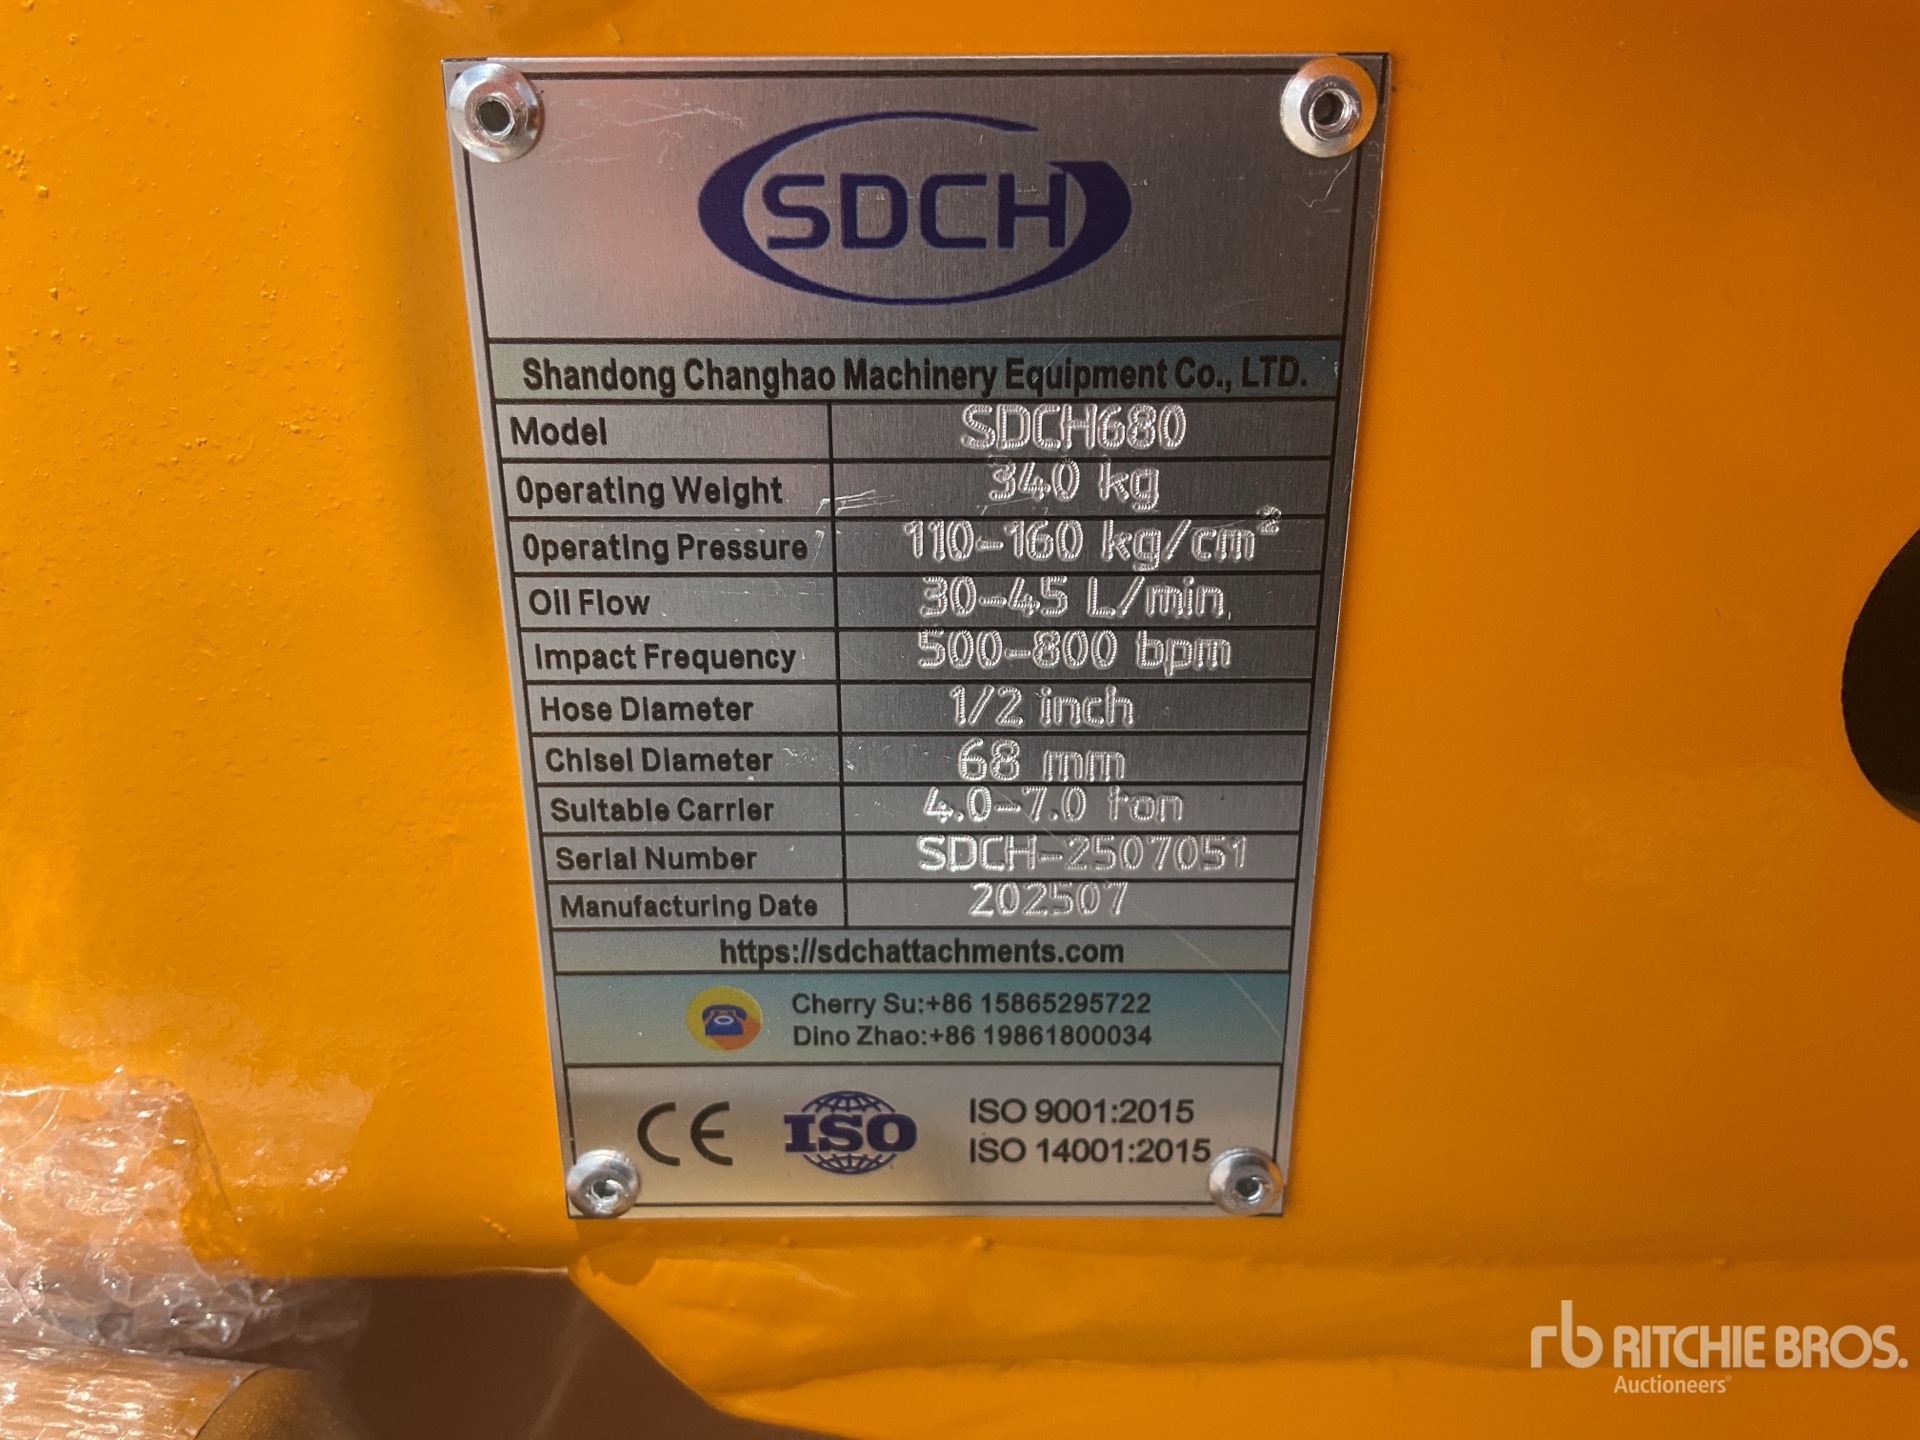 SDCH
Shandong Changhao Machinery Equipment Co., LTD.
Model SDCH680
Operating Weight 340 kg
Operating Pressure 110-160 kg/cm²
Oil Flow 30-45 L/min
Impact Frequency 500-800 bpm
Hose Diameter 1/2 inch
Chisel Diameter 68 mm
Suitable Carrier 4.0-7.0 ton
Serial Number SDCH-2507051
Manufacturing Date 202507
https://sdchattachments.com
Cherry Su:+86 15865295722
Dino Zhao:+86 19861800034
CE ISO ISO 9001:2015
ISO 14001:2015
rb RITCHIE BROS.
Auctioneers